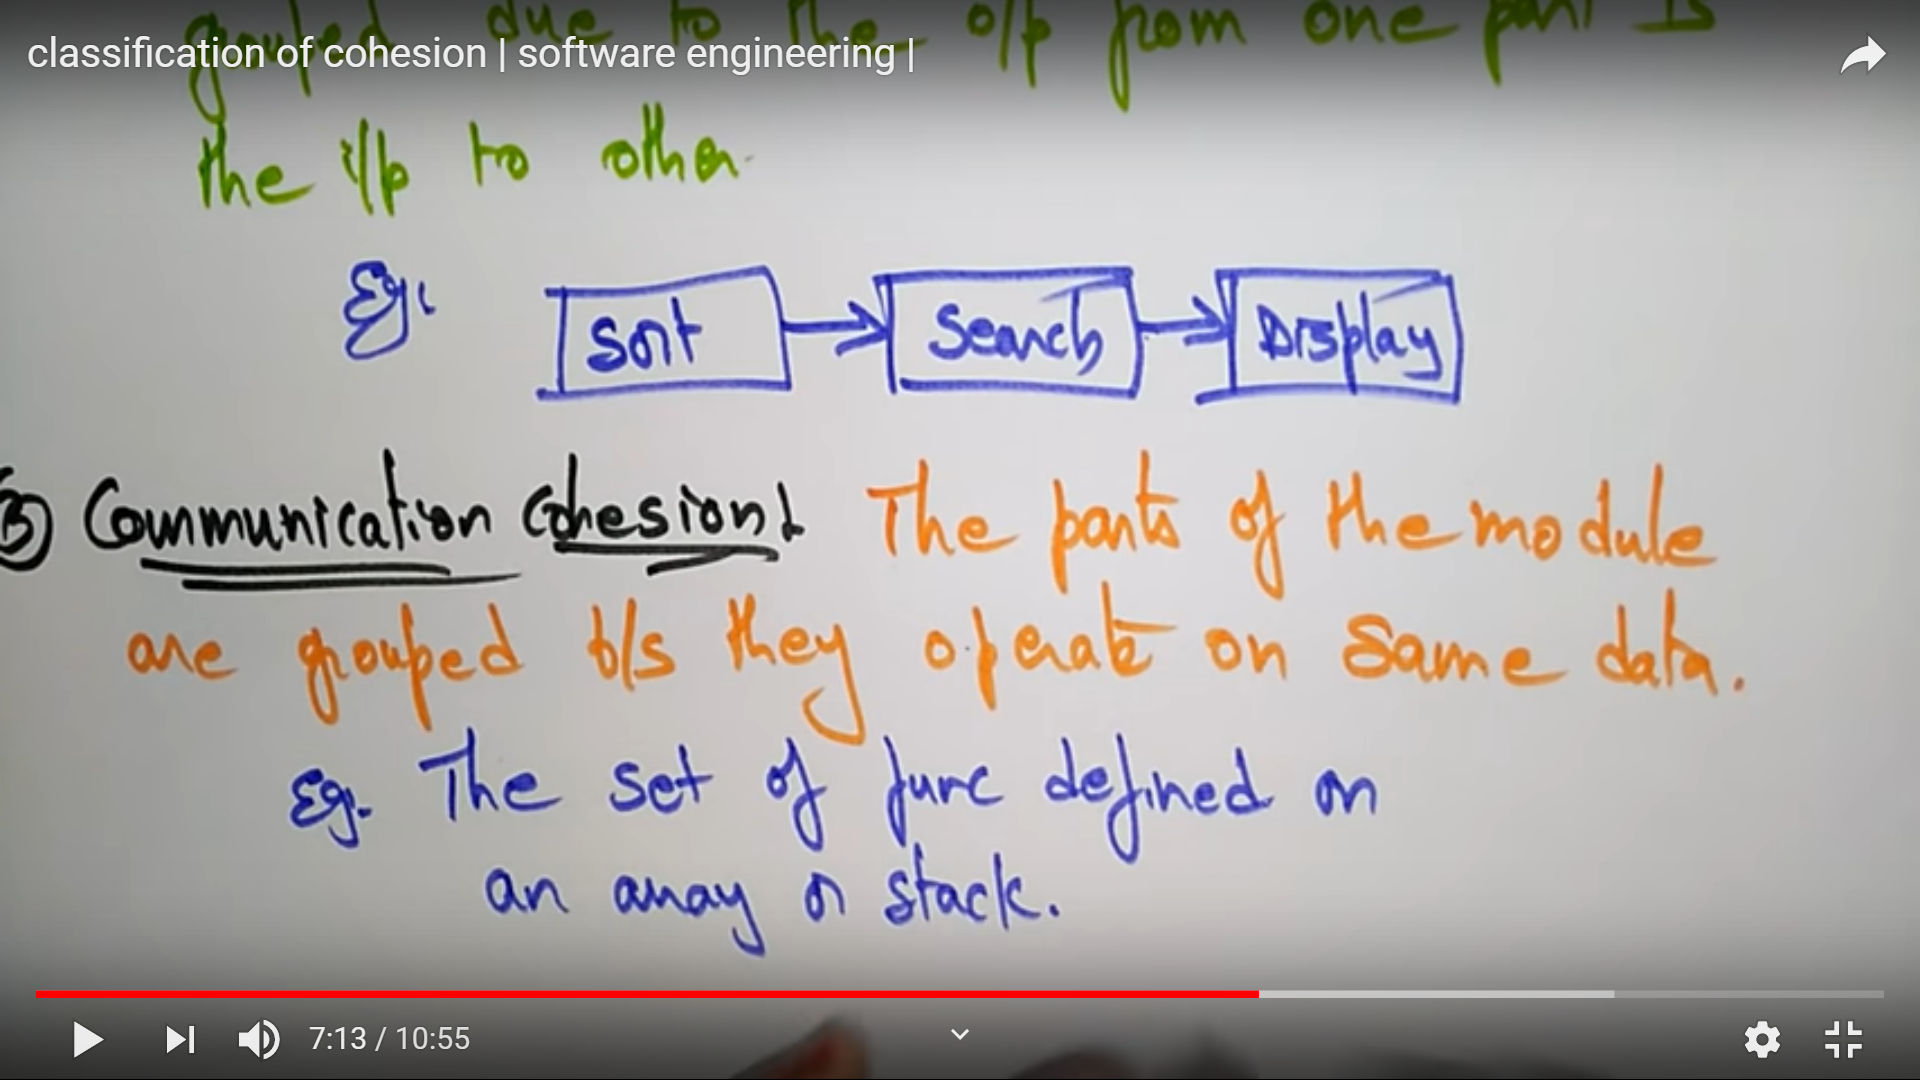 grouped due to the o/p from one part is
classification of cohesion | software engineering |
the i/p to other.
Eg:
Sort
Search
Display
3) Communication Cohesion: The parts of the module
are grouped b/s they operate on same data.
Eg. The set of func defined on
an array or stack.
7:13 / 10:55